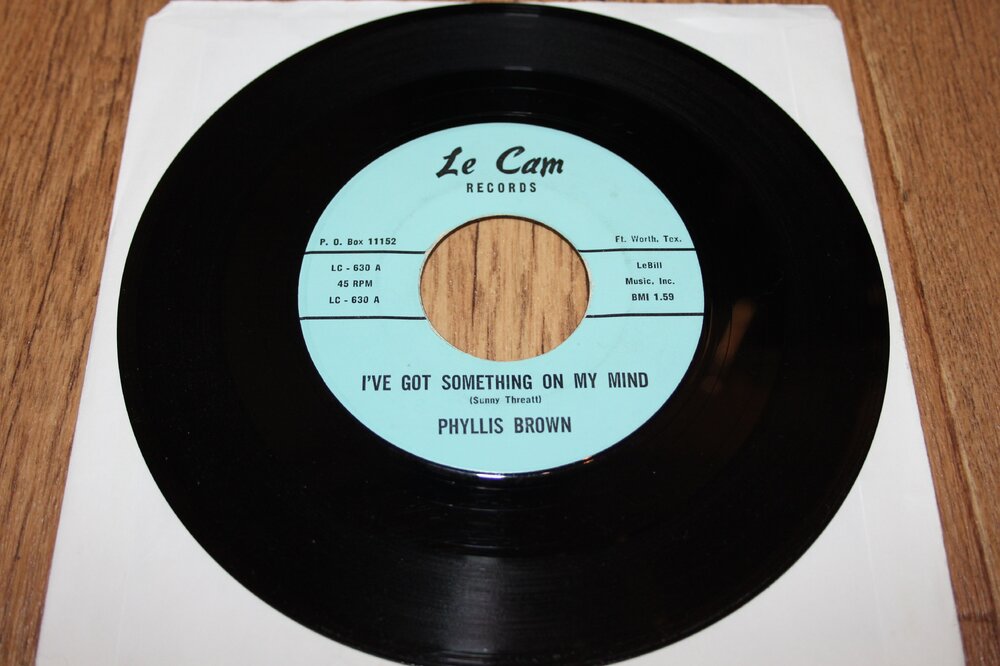 Le Cam
RECORDS
P. O. Box 11152
Ft. Worth, Tex.
LC - 630 A
45 RPM
LC - 630 A
LeBill
Music, Inc.
BMI 1.59
I'VE GOT SOMETHING ON MY MIND
(Sunny Threatt)
PHYLLIS BROWN